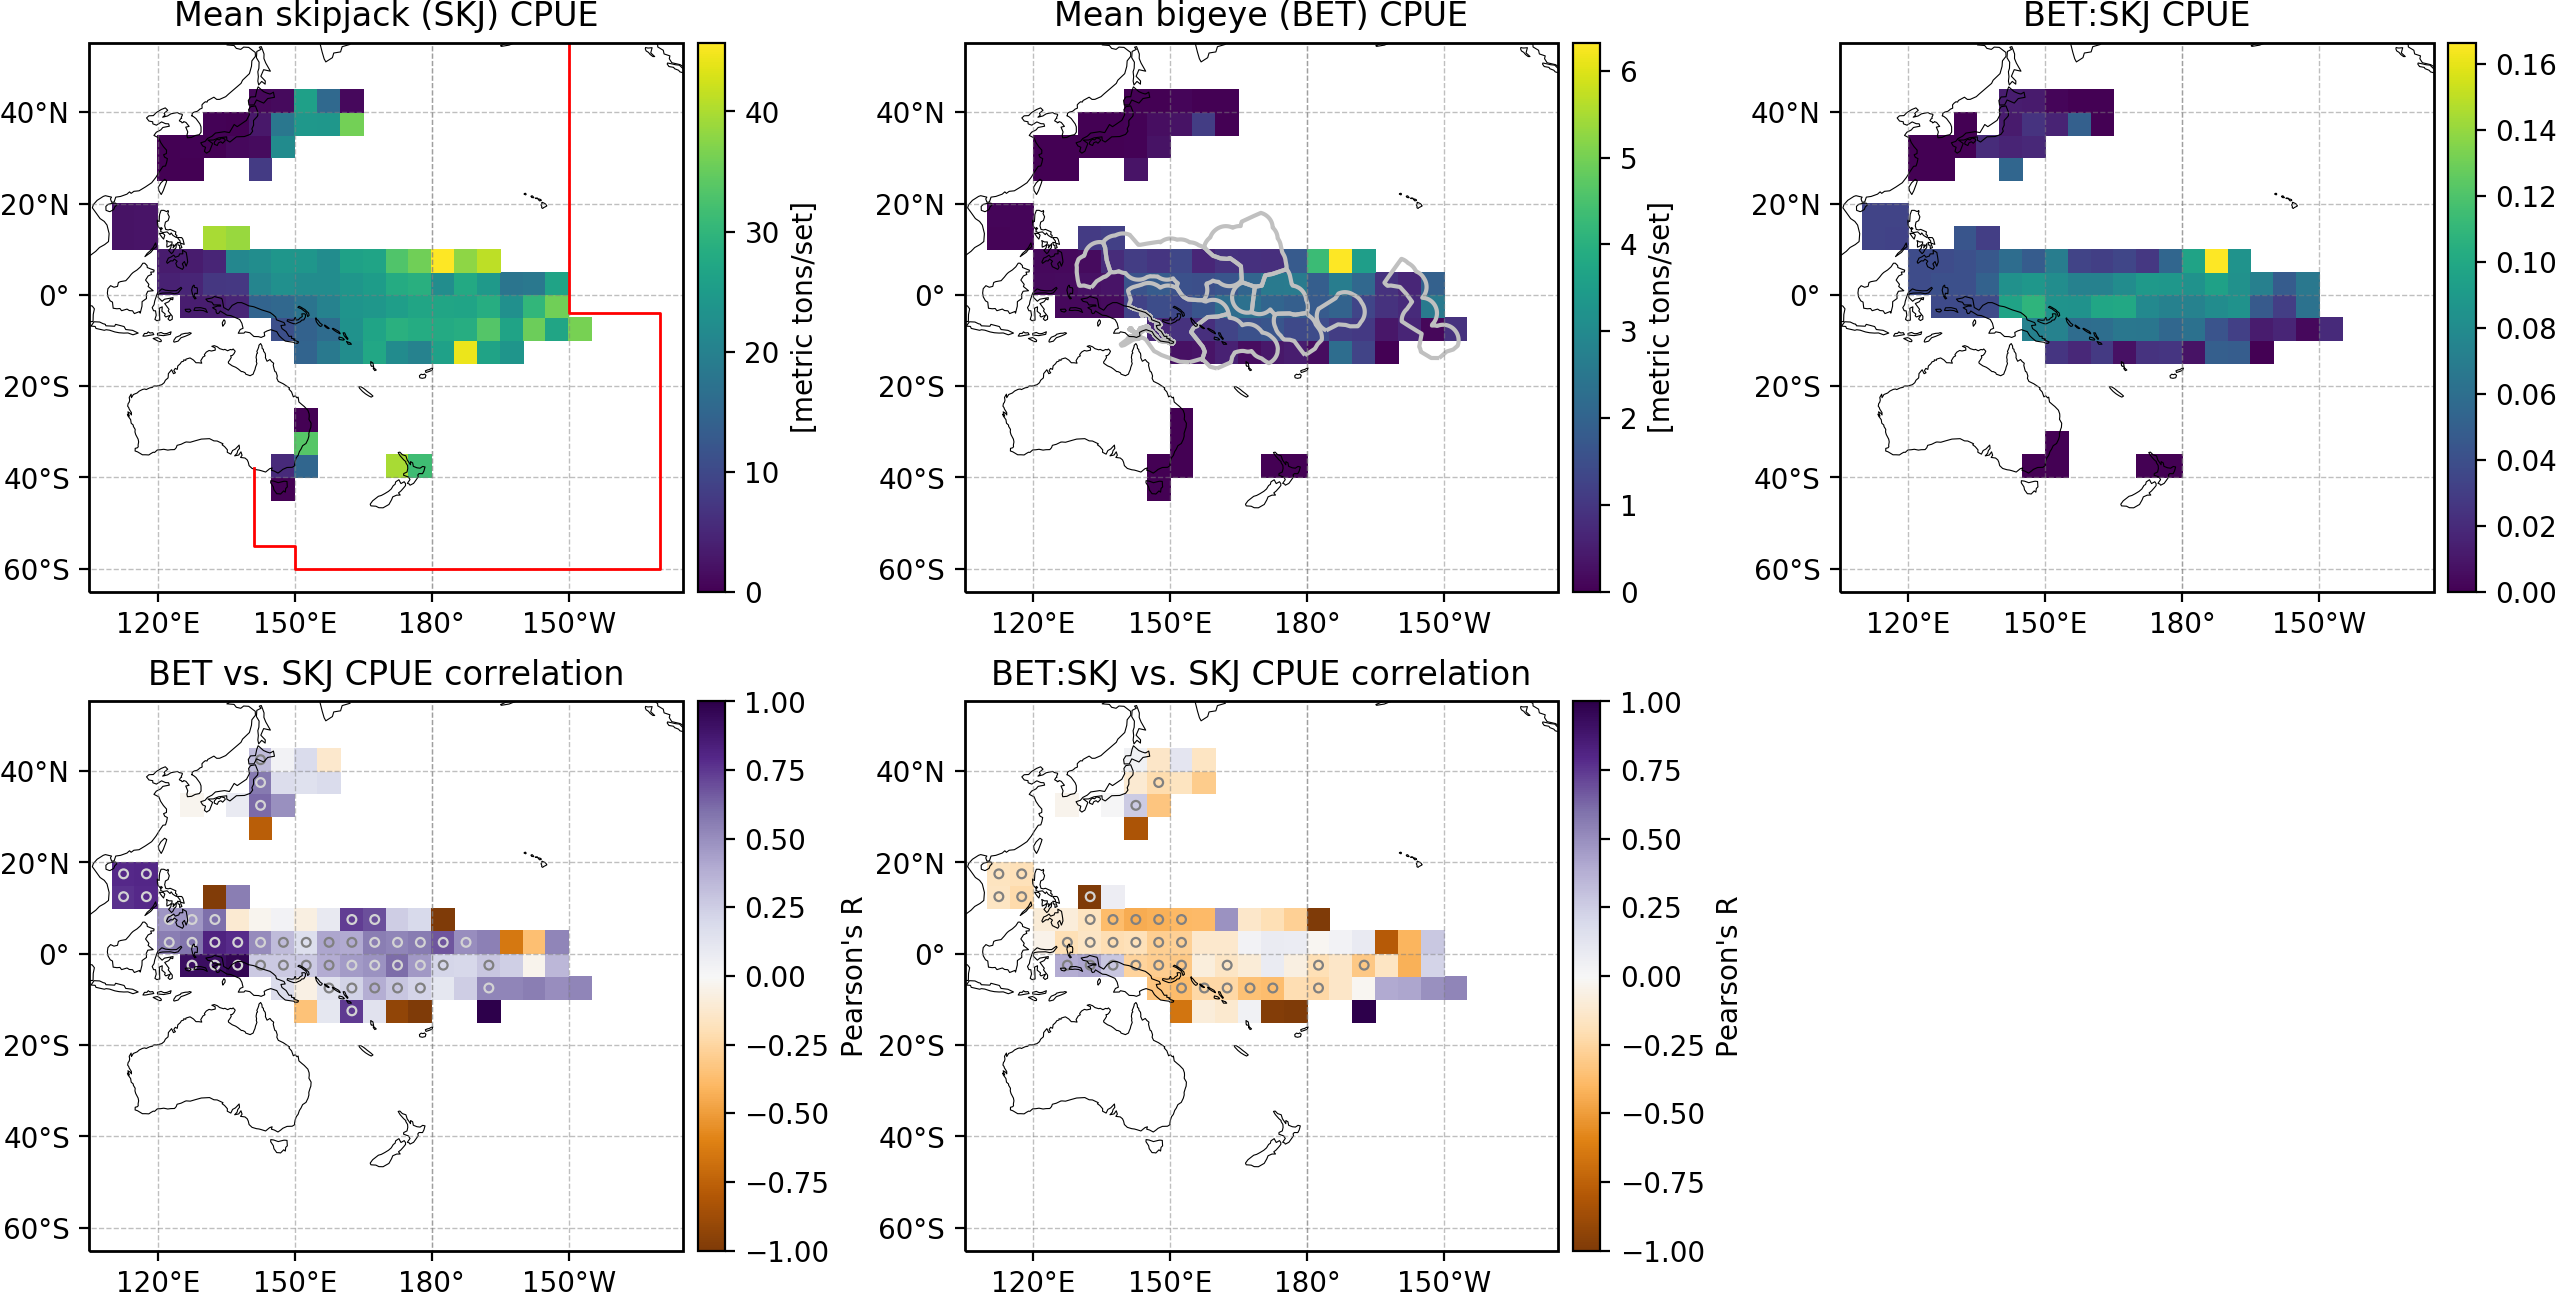 Mean skipjack (SKJ) CPUE
40°N
20°N
0°
20°S
40°S
60°S
120°E 150°E 180° 150°W
40
30
20
10
0
[metric tons/set]
Mean bigeye (BET) CPUE
40°N
20°N
0°
20°S
40°S
60°S
120°E 150°E 180° 150°W
6
5
4
3
2
1
0
[metric tons/set]
BET:SKJ CPUE
40°N
20°N
0°
20°S
40°S
60°S
120°E 150°E 180° 150°W
0.16
0.14
0.12
0.10
0.08
0.06
0.04
0.02
0.00
BET vs. SKJ CPUE correlation
40°N
20°N
0°
20°S
40°S
60°S
120°E 150°E 180° 150°W
1.00
0.75
0.50
0.25
0.00
−0.25
−0.50
−0.75
−1.00
Pearson's R
BET:SKJ vs. SKJ CPUE correlation
40°N
20°N
0°
20°S
40°S
60°S
120°E 150°E 180° 150°W
1.00
0.75
0.50
0.25
0.00
−0.25
−0.50
−0.75
−1.00
Pearson's R